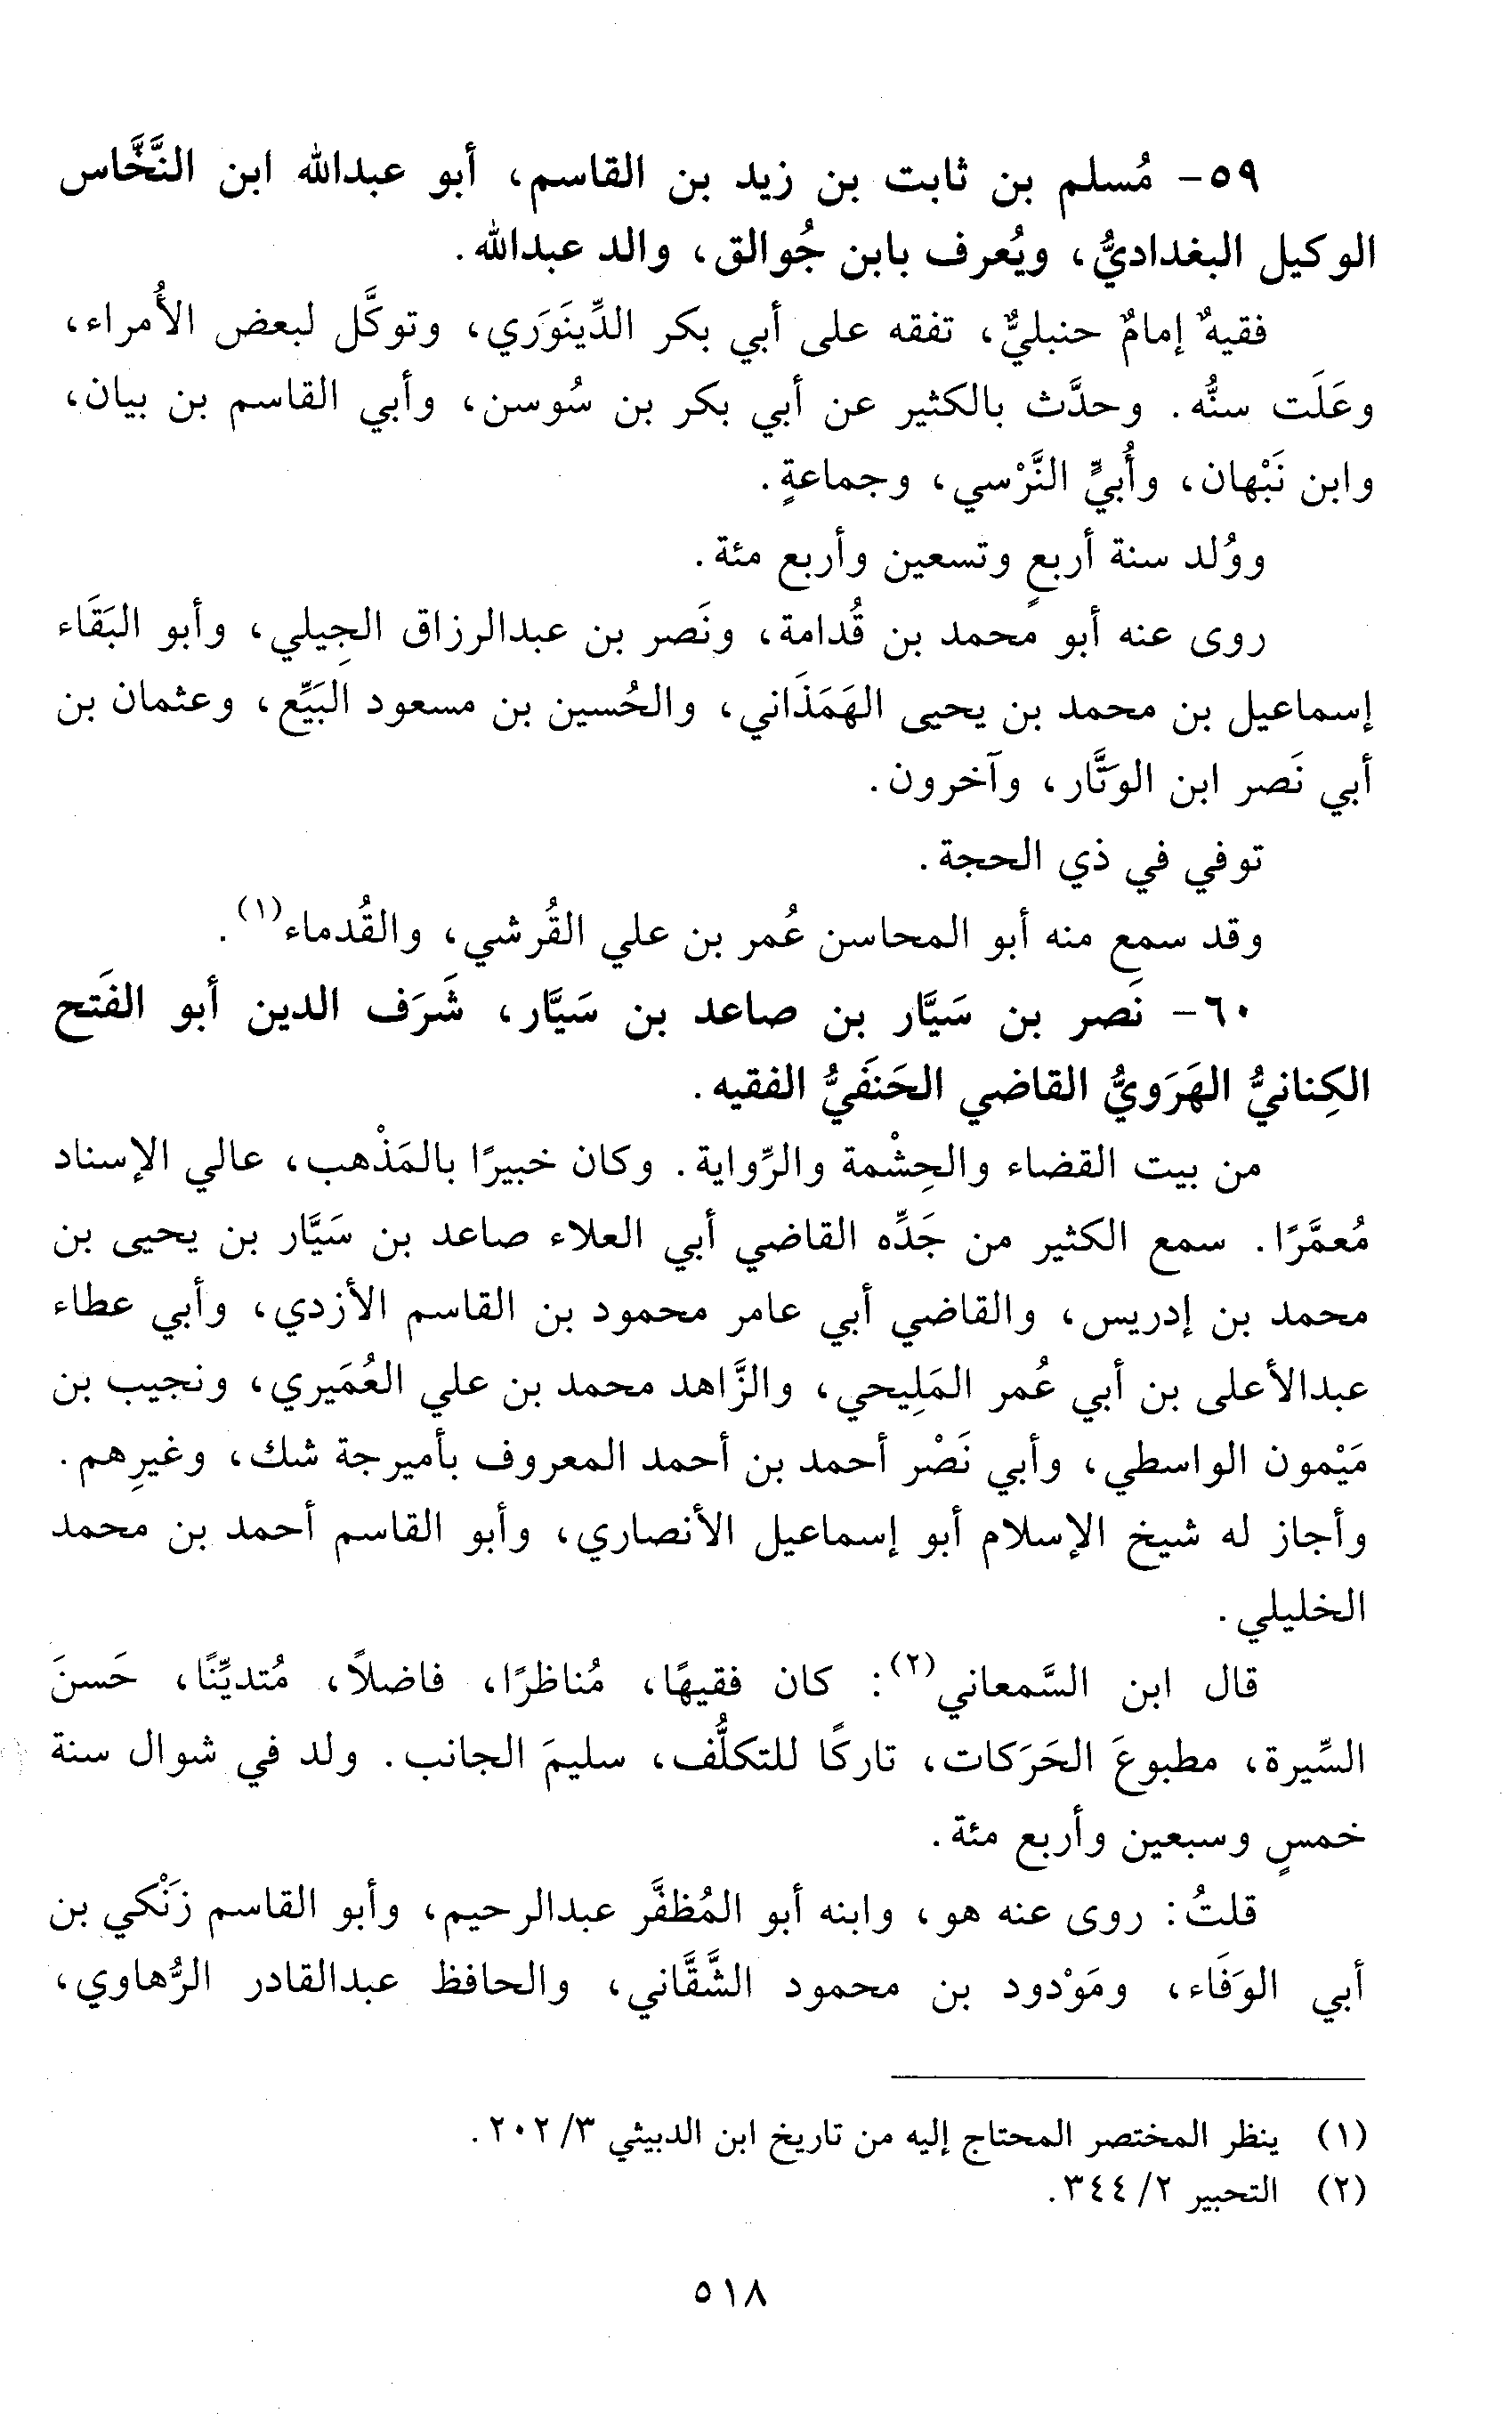 ٥٩- مُسلم بن ثابت بن زيد بن القاسم، أبو عبدالله ابن النَّخَّاس
الوكيل البغداديُّ، ويُعرف بابن جُوالق، والد عبدالله.
فقيهٌ إمامٌ حنبليٌّ، تفقه على أبي بكر الدِّينَوَري، وتوكَّل لبعض الأُمراء،
وعَلَت سنُّه. وحدَّث بالكثير عن أبي بكر بن سُوسن، وأبي القاسم بن بيان،
وابن نَبْهان، وأُبيٍّ النَّرْسي، وجماعةٍ.
ووُلد سنة أربعٍ وتسعين وأربع مئة.
روى عنه أبو محمد بن قُدامة، ونَصر بن عبدالرزاق الجِيلي، وأبو البَقَاء
إسماعيل بن محمد بن يحيى الهَمَذَاني، والحُسين بن مسعود البَيِّع، وعثمان بن
أبي نَصر ابن الوَتَّار، وآخرون.
توفي في ذي الحجة.
وقد سمع منه أبو المحاسن عُمر بن علي القُرشي، والقُدماء(١).
٦٠- نَصر بن سَيَّار بن صاعد بن سَيَّار، شَرَف الدين أبو الفَتح
الكِنانيُّ الهَرَويُّ القاضي الحَنَفيُّ الفقيه.
من بيت القضاء والحِشْمة والرِّواية. وكان خبيرًا بالمَذْهب، عالي الإسناد
مُعمَّرًا. سمع الكثير من جَدِّه القاضي أبي العلاء صاعد بن سَيَّار بن يحيى بن
محمد بن إدريس، والقاضي أبي عامر محمود بن القاسم الأزدي، وأبي عطاء
عبدالأعلى بن أبي عُمر المَلِيحي، والزَّاهد محمد بن علي العُمَيري، ونجيب بن
مَيْمون الواسطي، وأبي نَصْر أحمد بن أحمد المعروف بأميرجة شك، وغيرِهم.
وأجاز له شيخ الإسلام أبو إسماعيل الأنصاري، وأبو القاسم أحمد بن محمد
الخليلي.
قال ابن السَّمعاني(٢): كان فقيهًا، مُناظرًا، فاضلاً، مُتديِّنًا، حَسنَ
السِّيرة، مطبوعَ الحَرَكات، تاركًا للتكلُّف، سليمَ الجانب. ولد في شوال سنة
خمسٍ وسبعين وأربع مئة.
قلتُ: روى عنه هو، وابنه أبو المُظفَّر عبدالرحيم، وأبو القاسم زَنْكي بن
أبي الوَفَاء، ومَوْدود بن محمود الشَّقَّاني، والحافظ عبدالقادر الرُّهاوي،
(١) ينظر المختصر المحتاج إليه من تاريخ ابن الدبيثي ٣/ ٢٠٢.
(٢) التحبير ٢/ ٣٤٤.
٥١٨